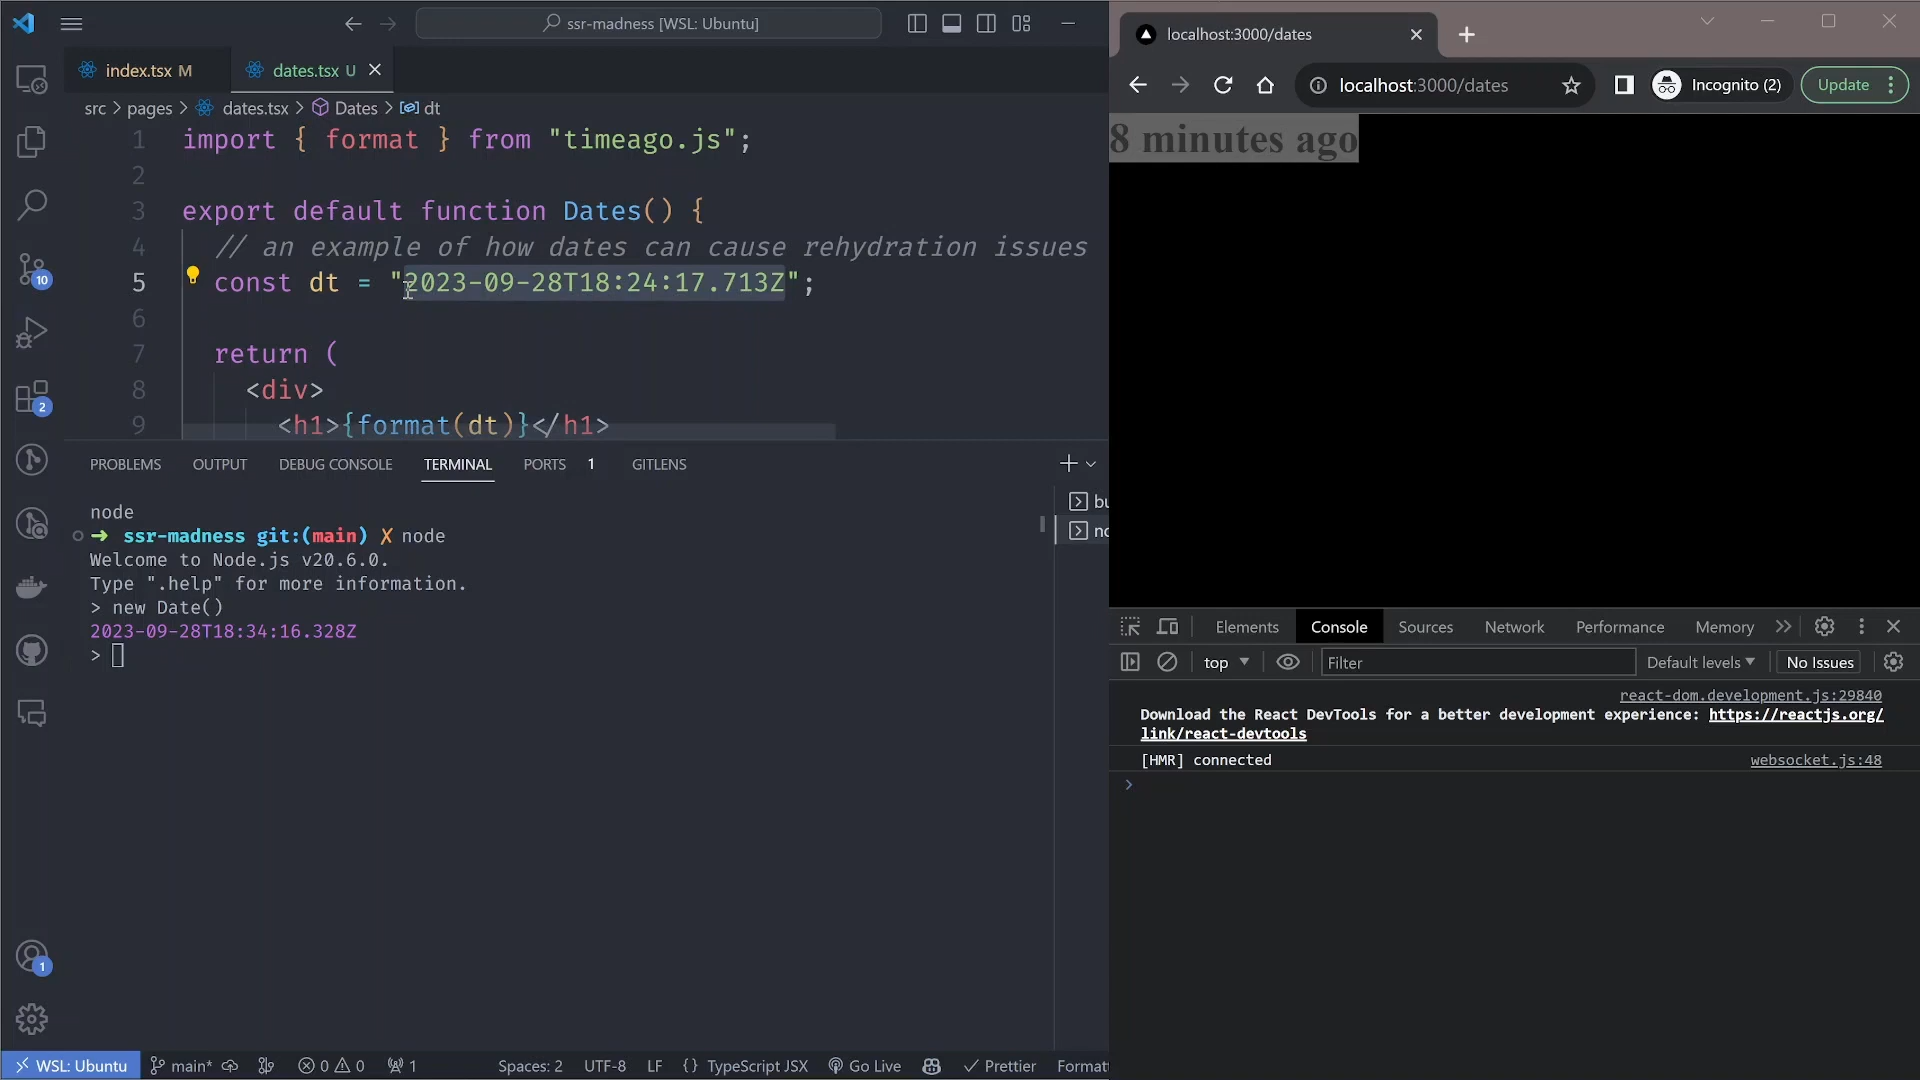 ssr-madness [WSL: Ubuntu]
index.tsx M
dates.tsx U
src > pages > dates.tsx > Dates > dt
1 import { format } from "timeago.js";
2
3 export default function Dates() {
4 // an example of how dates can cause rehydration issues
5 const dt = "2023-09-28T18:24:17.713Z";
6
7 return (
8 <div>
9 <h1>{format(dt)}</h1>
10
2
1
PROBLEMS OUTPUT DEBUG CONSOLE TERMINAL PORTS 1 GITLENS
node
➜ ssr-madness git:(main) ✗ node
Welcome to Node.js v20.6.0.
Type ".help" for more information.
> new Date()
2023-09-28T18:34:16.328Z
>
WSL: Ubuntu main* 0 0 1 Spaces: 2 UTF-8 LF {} TypeScript JSX Go Live Prettier
localhost:3000/dates
localhost:3000/dates Incognito (2) Update
8 minutes ago
Elements Console Sources Network Performance Memory
top Filter Default levels No Issues
react-dom.development.js:29840
Download the React DevTools for a better development experience: https://reactjs.org/
link/react-devtools
[HMR] connected websocket.js:48